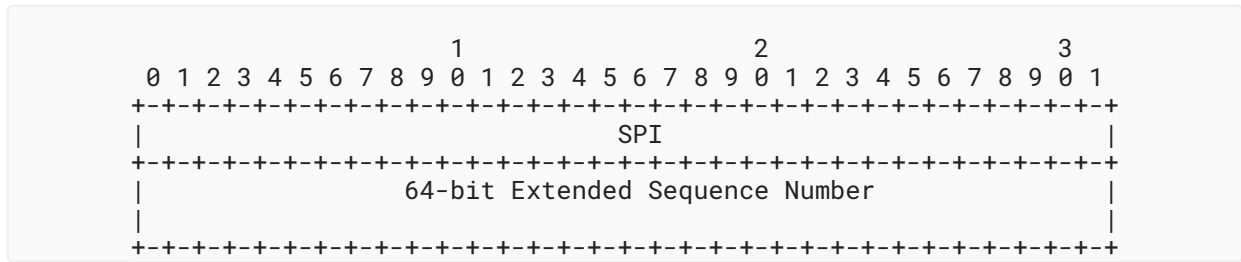 1                   2                   3
 0 1 2 3 4 5 6 7 8 9 0 1 2 3 4 5 6 7 8 9 0 1 2 3 4 5 6 7 8 9 0 1
+-+-+-+-+-+-+-+-+-+-+-+-+-+-+-+-+-+-+-+-+-+-+-+-+-+-+-+-+-+-+-+-+
|                               SPI                             |
+-+-+-+-+-+-+-+-+-+-+-+-+-+-+-+-+-+-+-+-+-+-+-+-+-+-+-+-+-+-+-+-+
|                 64-bit Extended Sequence Number               |
|                                                               |
+-+-+-+-+-+-+-+-+-+-+-+-+-+-+-+-+-+-+-+-+-+-+-+-+-+-+-+-+-+-+-+-+